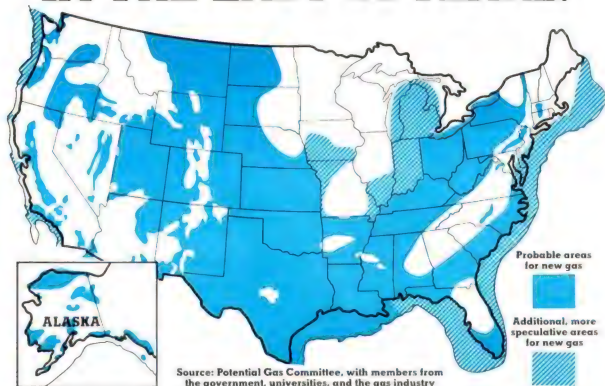 ALASKA
Probable areas
for new gas
Additional, more
speculative areas
for new gas
Source: Potential Gas Committee, with members from
the government, universities, and the gas industry